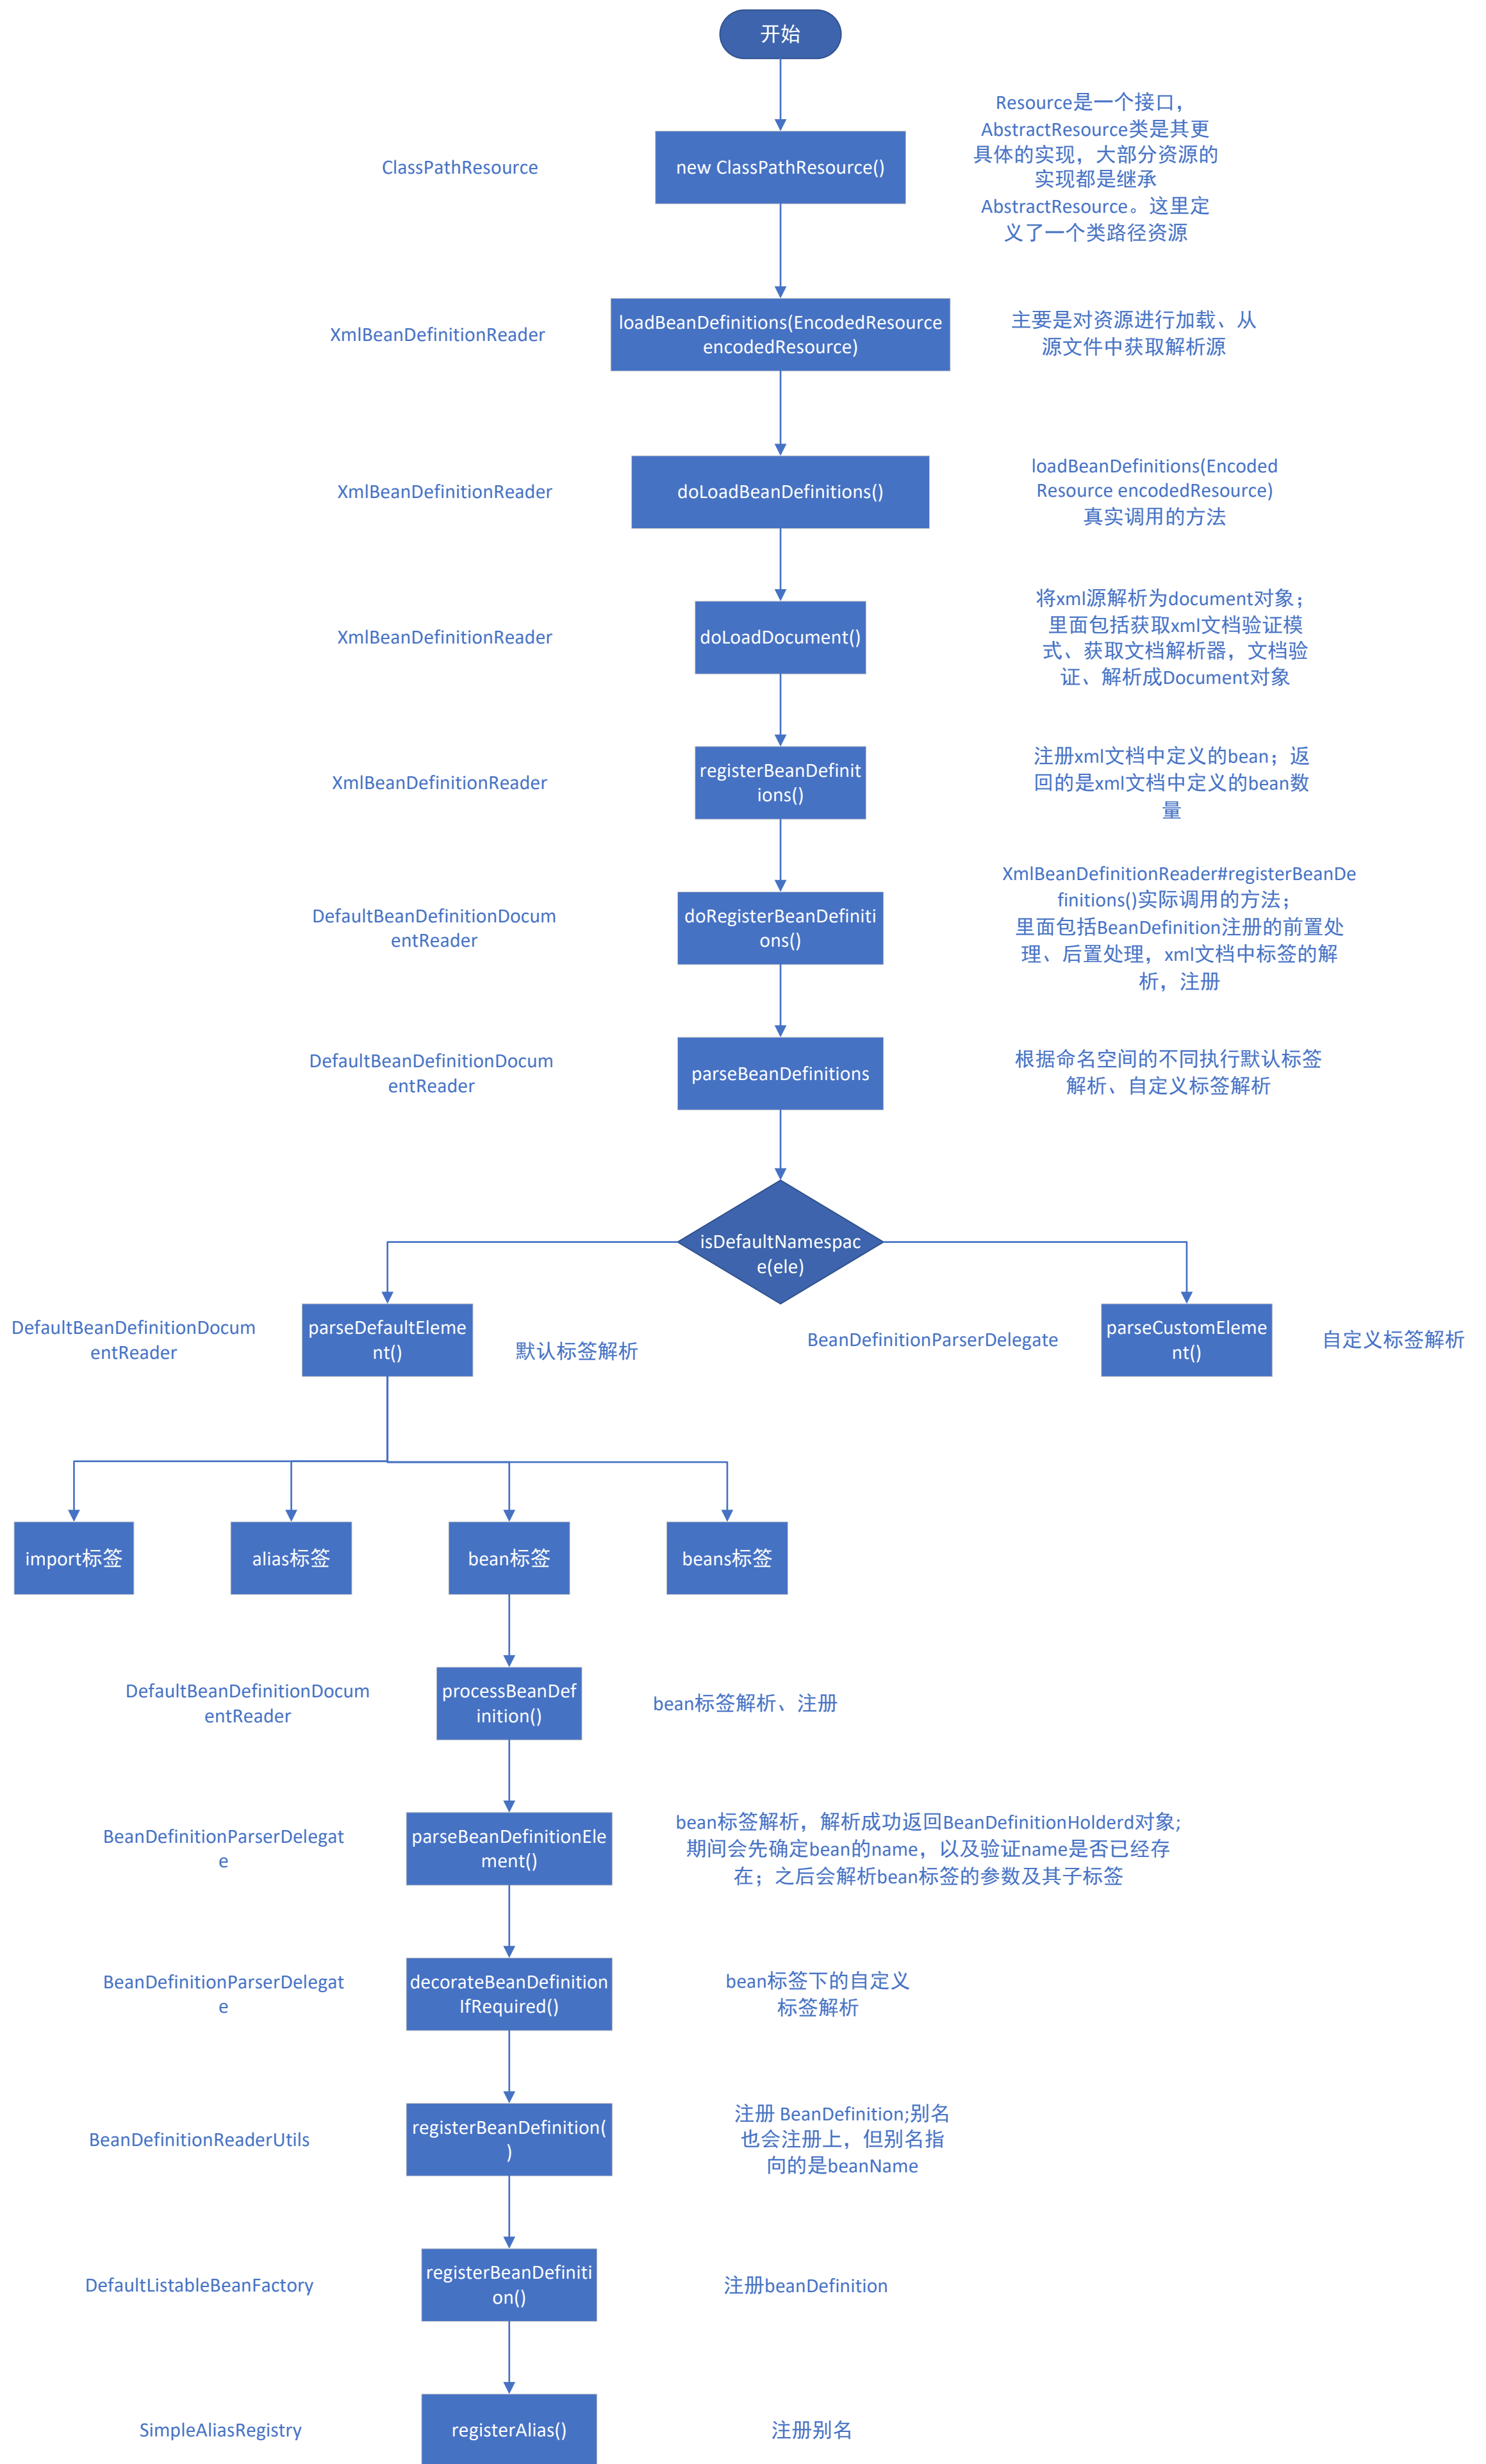 开始
ClassPathResource
new ClassPathResource()
Resource是一个接口，
AbstractResource类是其更
具体的实现，大部分资源的
实现都是继承
AbstractResource。这里定
义了一个类路径资源
XmlBeanDefinitionReader
loadBeanDefinitions(EncodedResource
encodedResource)
主要是对资源进行加载、从
源文件中获取解析源
XmlBeanDefinitionReader
doLoadBeanDefinitions()
loadBeanDefinitions(Encoded
Resource encodedResource)
真实调用的方法
XmlBeanDefinitionReader
doLoadDocument()
将xml源解析为document对象；
里面包括获取xml文档验证模
式、获取文档解析器，文档验
证、解析成Document对象
XmlBeanDefinitionReader
registerBeanDefinit
ions()
注册xml文档中定义的bean；返
回的是xml文档中定义的bean数
量
DefaultBeanDefinitionDocum
entReader
doRegisterBeanDefiniti
ons()
XmlBeanDefinitionReader#registerBeanDe
finitions()实际调用的方法；
里面包括BeanDefinition注册的前置处
理、后置处理，xml文档中标签的解
析，注册
DefaultBeanDefinitionDocum
entReader
parseBeanDefinitions
根据命名空间的不同执行默认标签
解析、自定义标签解析
isDefaultNamespac
e(ele)
DefaultBeanDefinitionDocum
entReader
parseDefaultEleme
nt()
默认标签解析
BeanDefinitionParserDelegate
parseCustomEleme
nt()
自定义标签解析
import标签
alias标签
bean标签
beans标签
DefaultBeanDefinitionDocum
entReader
processBeanDef
inition()
bean标签解析、注册
BeanDefinitionParserDelegat
e
parseBeanDefinitionEle
ment()
bean标签解析，解析成功返回BeanDefinitionHolderd对象;
期间会先确定bean的name，以及验证name是否已经存
在；之后会解析bean标签的参数及其子标签
BeanDefinitionParserDelegat
e
decorateBeanDefinition
IfRequired()
bean标签下的自定义
标签解析
BeanDefinitionReaderUtils
registerBeanDefinition(
)
注册 BeanDefinition;别名
也会注册上，但别名指
向的是beanName
DefaultListableBeanFactory
registerBeanDefiniti
on()
注册beanDefinition
SimpleAliasRegistry
registerAlias()
注册别名